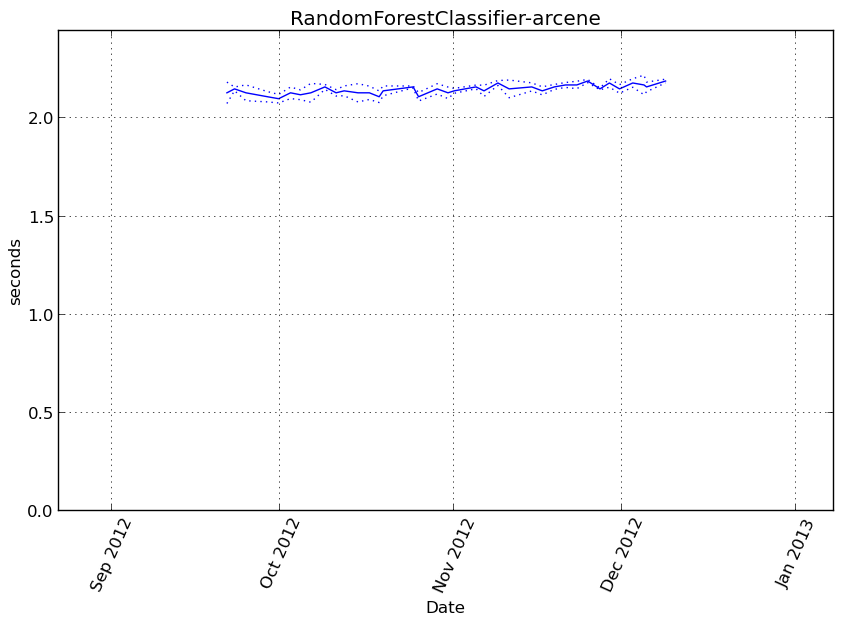 RandomForestClassifier-arcene
2.0
1.5
1.0
0.5
0.0
seconds
Sep 2012
Oct 2012
Nov 2012
Dec 2012
Jan 2013
Date